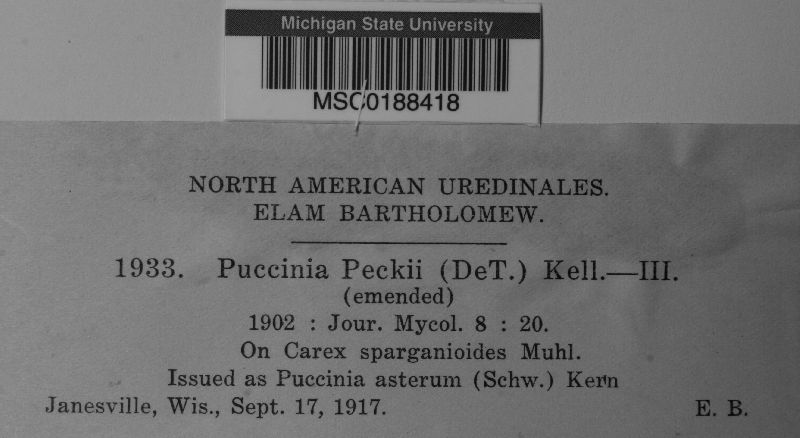 Michigan State University
MSC0188418
NORTH AMERICAN UREDINALES.
ELAM BARTHOLOMEW.
1933. Puccinia Peckii (DeT.) Kell.—III.
(emended)
1902 : Jour. Mycol. 8 : 20.
On Carex sparganioides Muhl.
Issued as Puccinia asterum (Schw.) Kern
Janesville, Wis., Sept. 17, 1917. E. B.